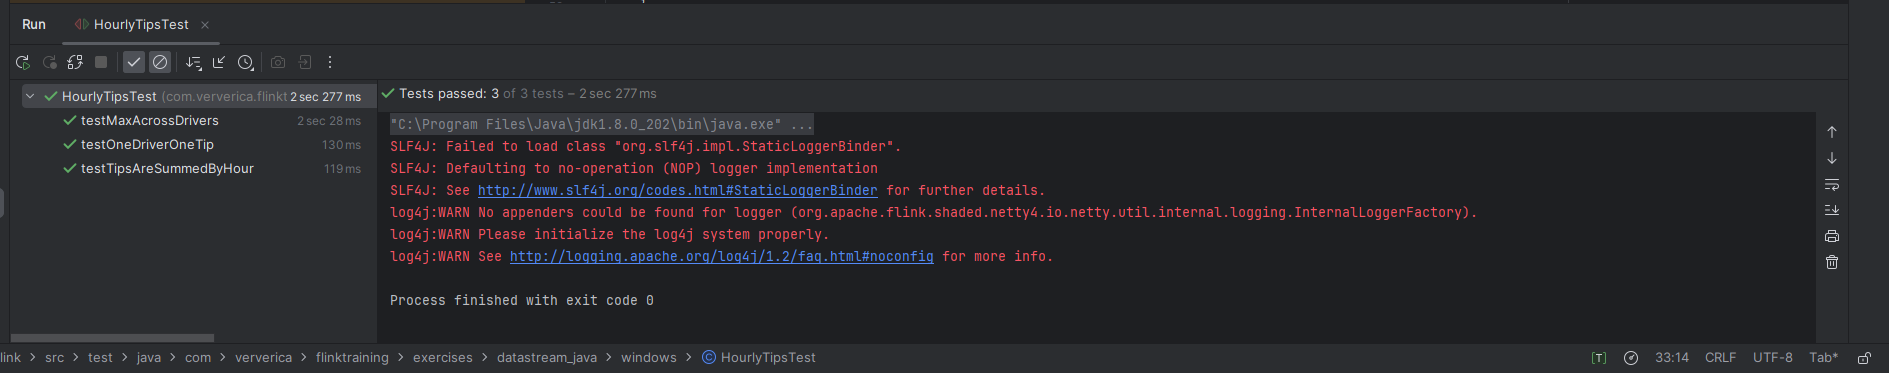 Run HourlyTipsTest
HourlyTipsTest (com.ververica.flinkt 2 sec 277 ms
testMaxAcrossDrivers 2 sec 28 ms
testOneDriverOneTip 130 ms
testTipsAreSummedByHour 119 ms
Tests passed: 3 of 3 tests – 2 sec 277 ms
"C:\Program Files\Java\jdk1.8.0_202\bin\java.exe" ...
SLF4J: Failed to load class "org.slf4j.impl.StaticLoggerBinder".
SLF4J: Defaulting to no-operation (NOP) logger implementation
SLF4J: See http://www.slf4j.org/codes.html#StaticLoggerBinder for further details.
log4j:WARN No appenders could be found for logger (org.apache.flink.shaded.netty4.io.netty.util.internal.logging.InternalLoggerFactory).
log4j:WARN Please initialize the log4j system properly.
log4j:WARN See http://logging.apache.org/log4j/1.2/faq.html#noconfig for more info.
Process finished with exit code 0
link > src > test > java > com > ververica > flinktraining > exercises > datastream_java > windows > HourlyTipsTest 33:14 CRLF UTF-8 Tab*